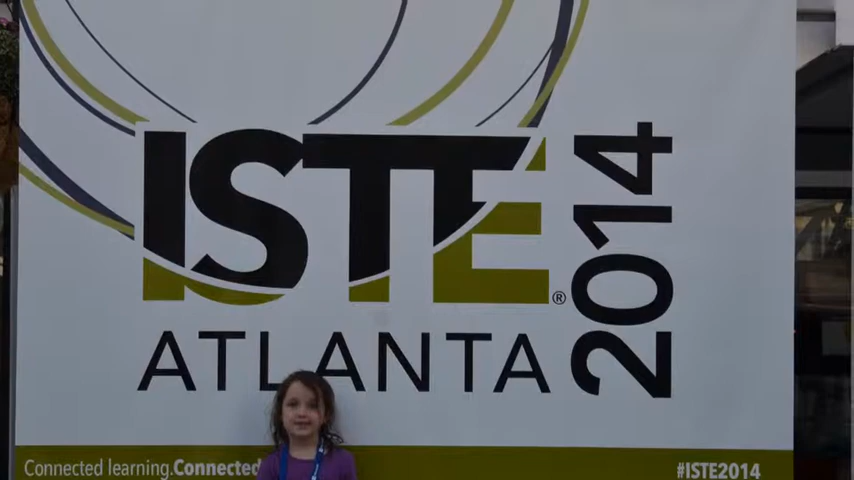 ISTE®
2014
ATLANTA
Connected learning. Connected
#ISTE2014